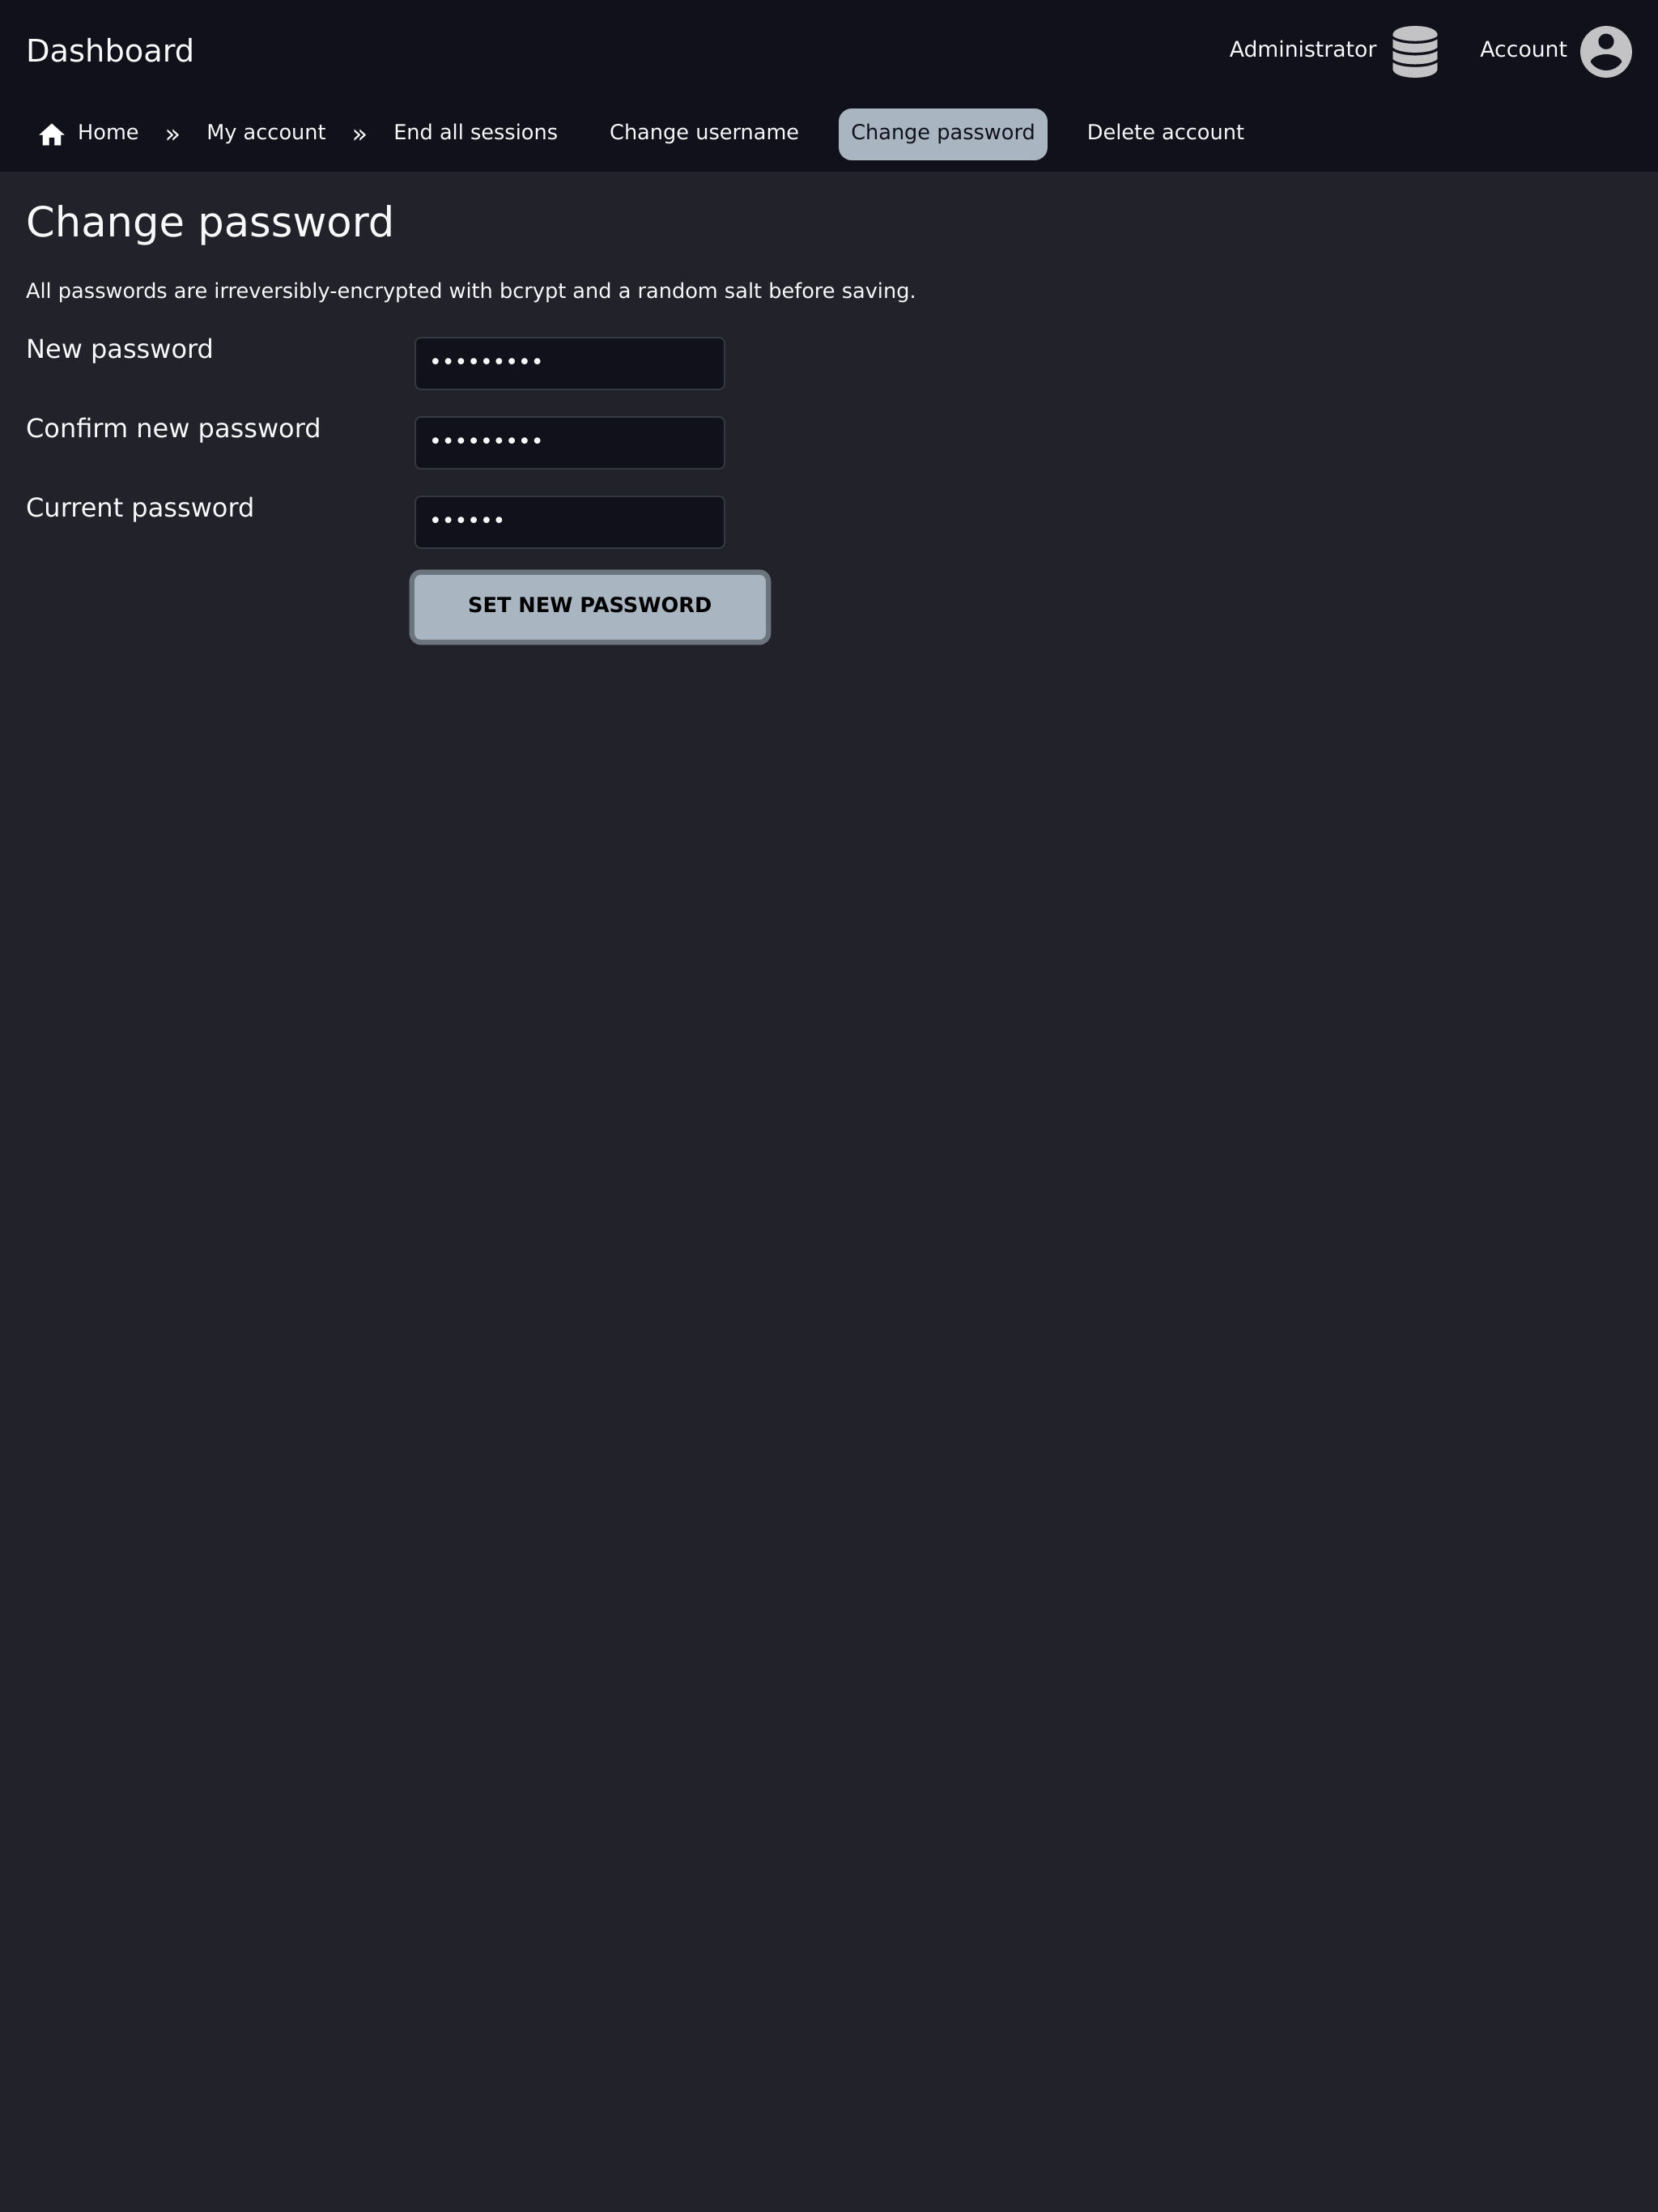 Dashboard
Administrator
Account
Home » My account » End all sessions Change username Change password Delete account
Change password
All passwords are irreversibly-encrypted with bcrypt and a random salt before saving.
New password •••••••••
Confirm new password •••••••••
Current password ••••••
SET NEW PASSWORD